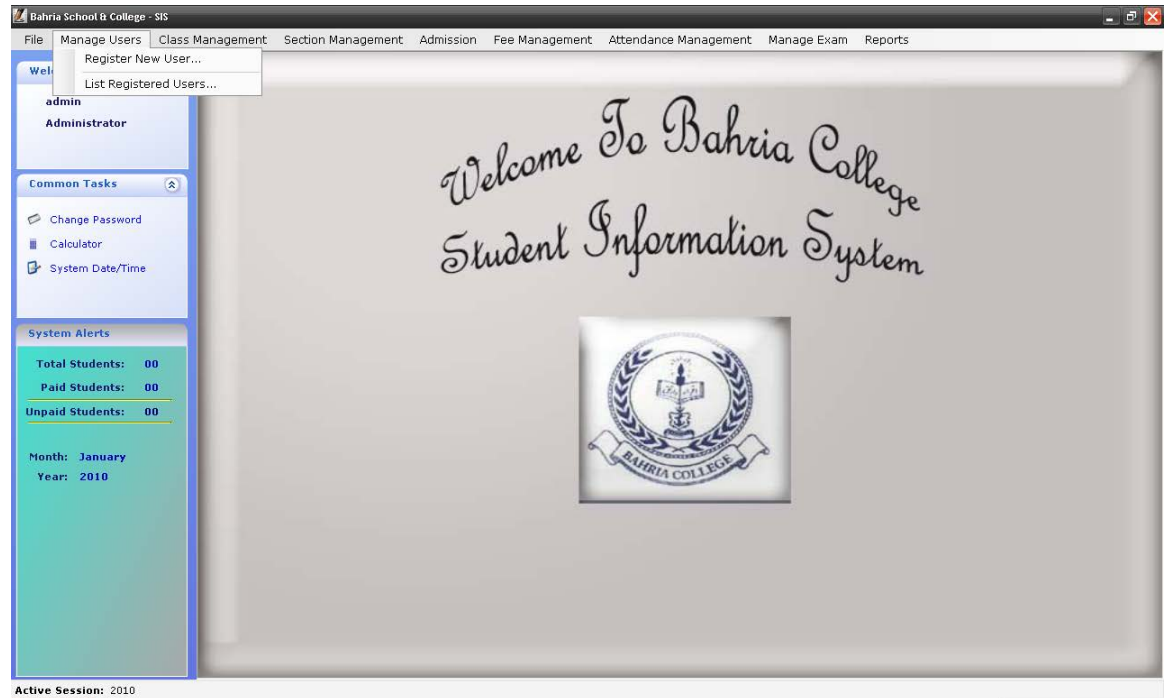 Bahria School & College - SIS
File Manage Users Class Management Section Management Admission Fee Management Attendance Management Manage Exam Reports
Register New User...
List Registered Users...
Wel
admin
Administrator
Common Tasks
Change Password
Calculator
System Date/Time
System Alerts
Total Students: 00
Paid Students: 00
Unpaid Students: 00
Month: January
Year: 2010
Welcome To Bahria College
Student Information System
BAHRIA COLLEGE
Active Session: 2010